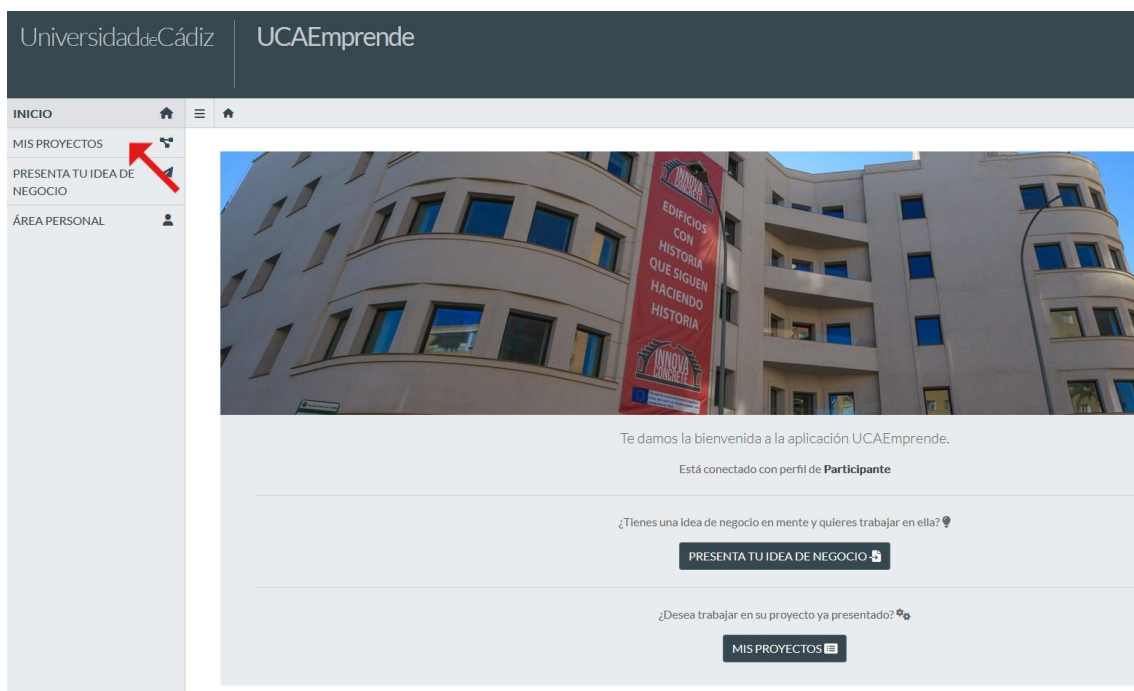 UniversidaddeCádiz
UCAEmprende
INICIO
MIS PROYECTOS
PRESENTA TU IDEA DE
NEGOCIO
ÁREA PERSONAL
INNOVA
CONCRETE
EDIFICIOS
CON
HISTORIA
QUE SIGUEN
HACIENDO
HISTORIA
INNOVA
CONCRETE
Te damos la bienvenida a la aplicación UCAEmprende.
Está conectado con perfil de Participante
¿Tienes una idea de negocio en mente y quieres trabajar en ella?
PRESENTA TU IDEA DE NEGOCIO
¿Desea trabajar en su proyecto ya presentado?
MIS PROYECTOS